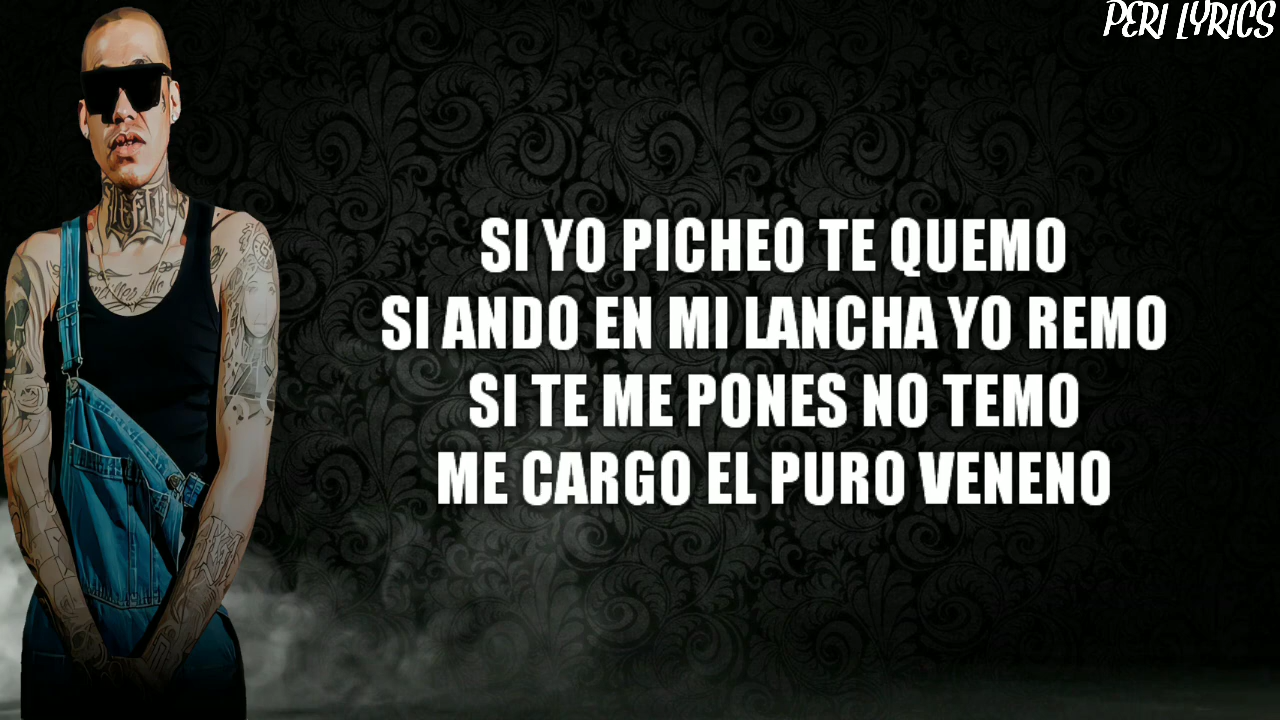 PERI LYRICS
SI YO PICHEO TE QUEMO
SI ANDO EN MI LANCHA YO REMO
SI TE ME PONES NO TEMO
ME CARGO EL PURO VENENO